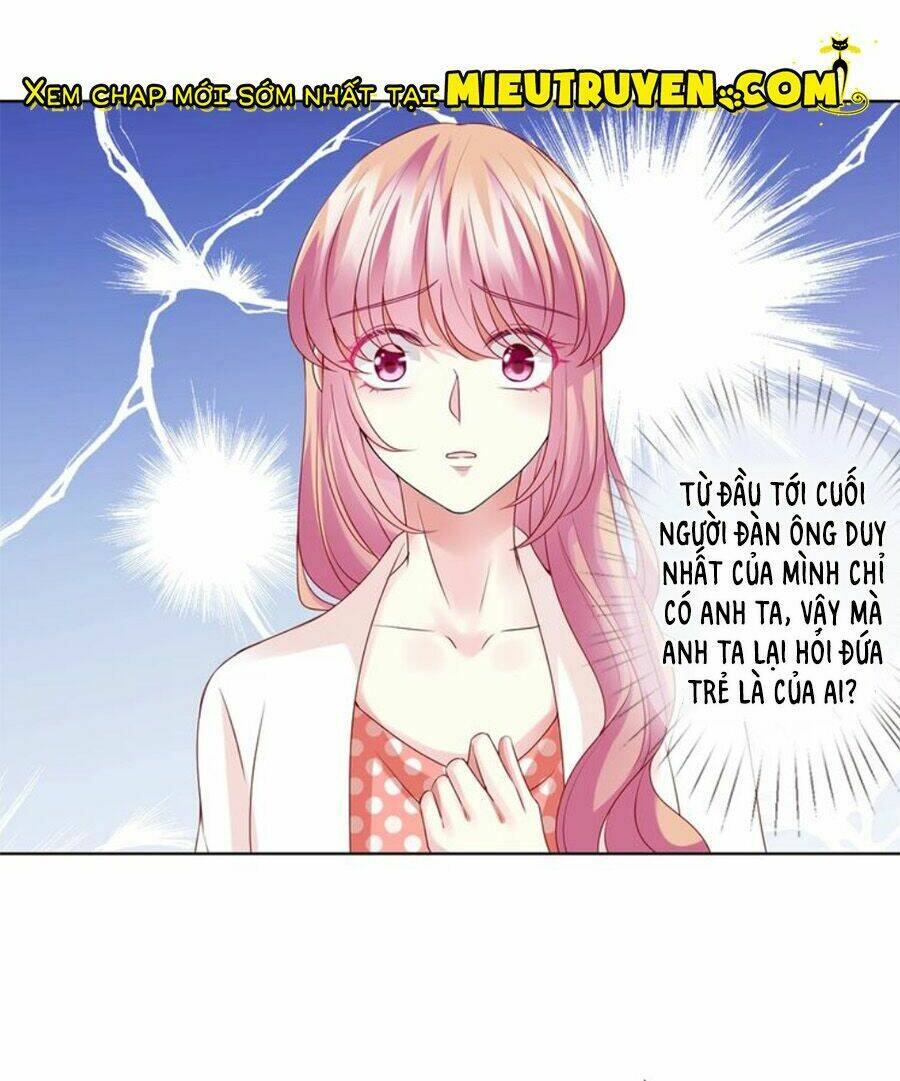 Xem chap mới sớm nhất tại MIEUTRUYEN.COM
TỪ ĐẦU TỚI CUỐI
NGƯỜI ĐÀN ÔNG DUY
NHẤT CỦA MÌNH CHỈ
CÓ ANH TA, VẬY MÀ
ANH TA LẠI HỎI ĐỨA
TRẺ LÀ CỦA AI?